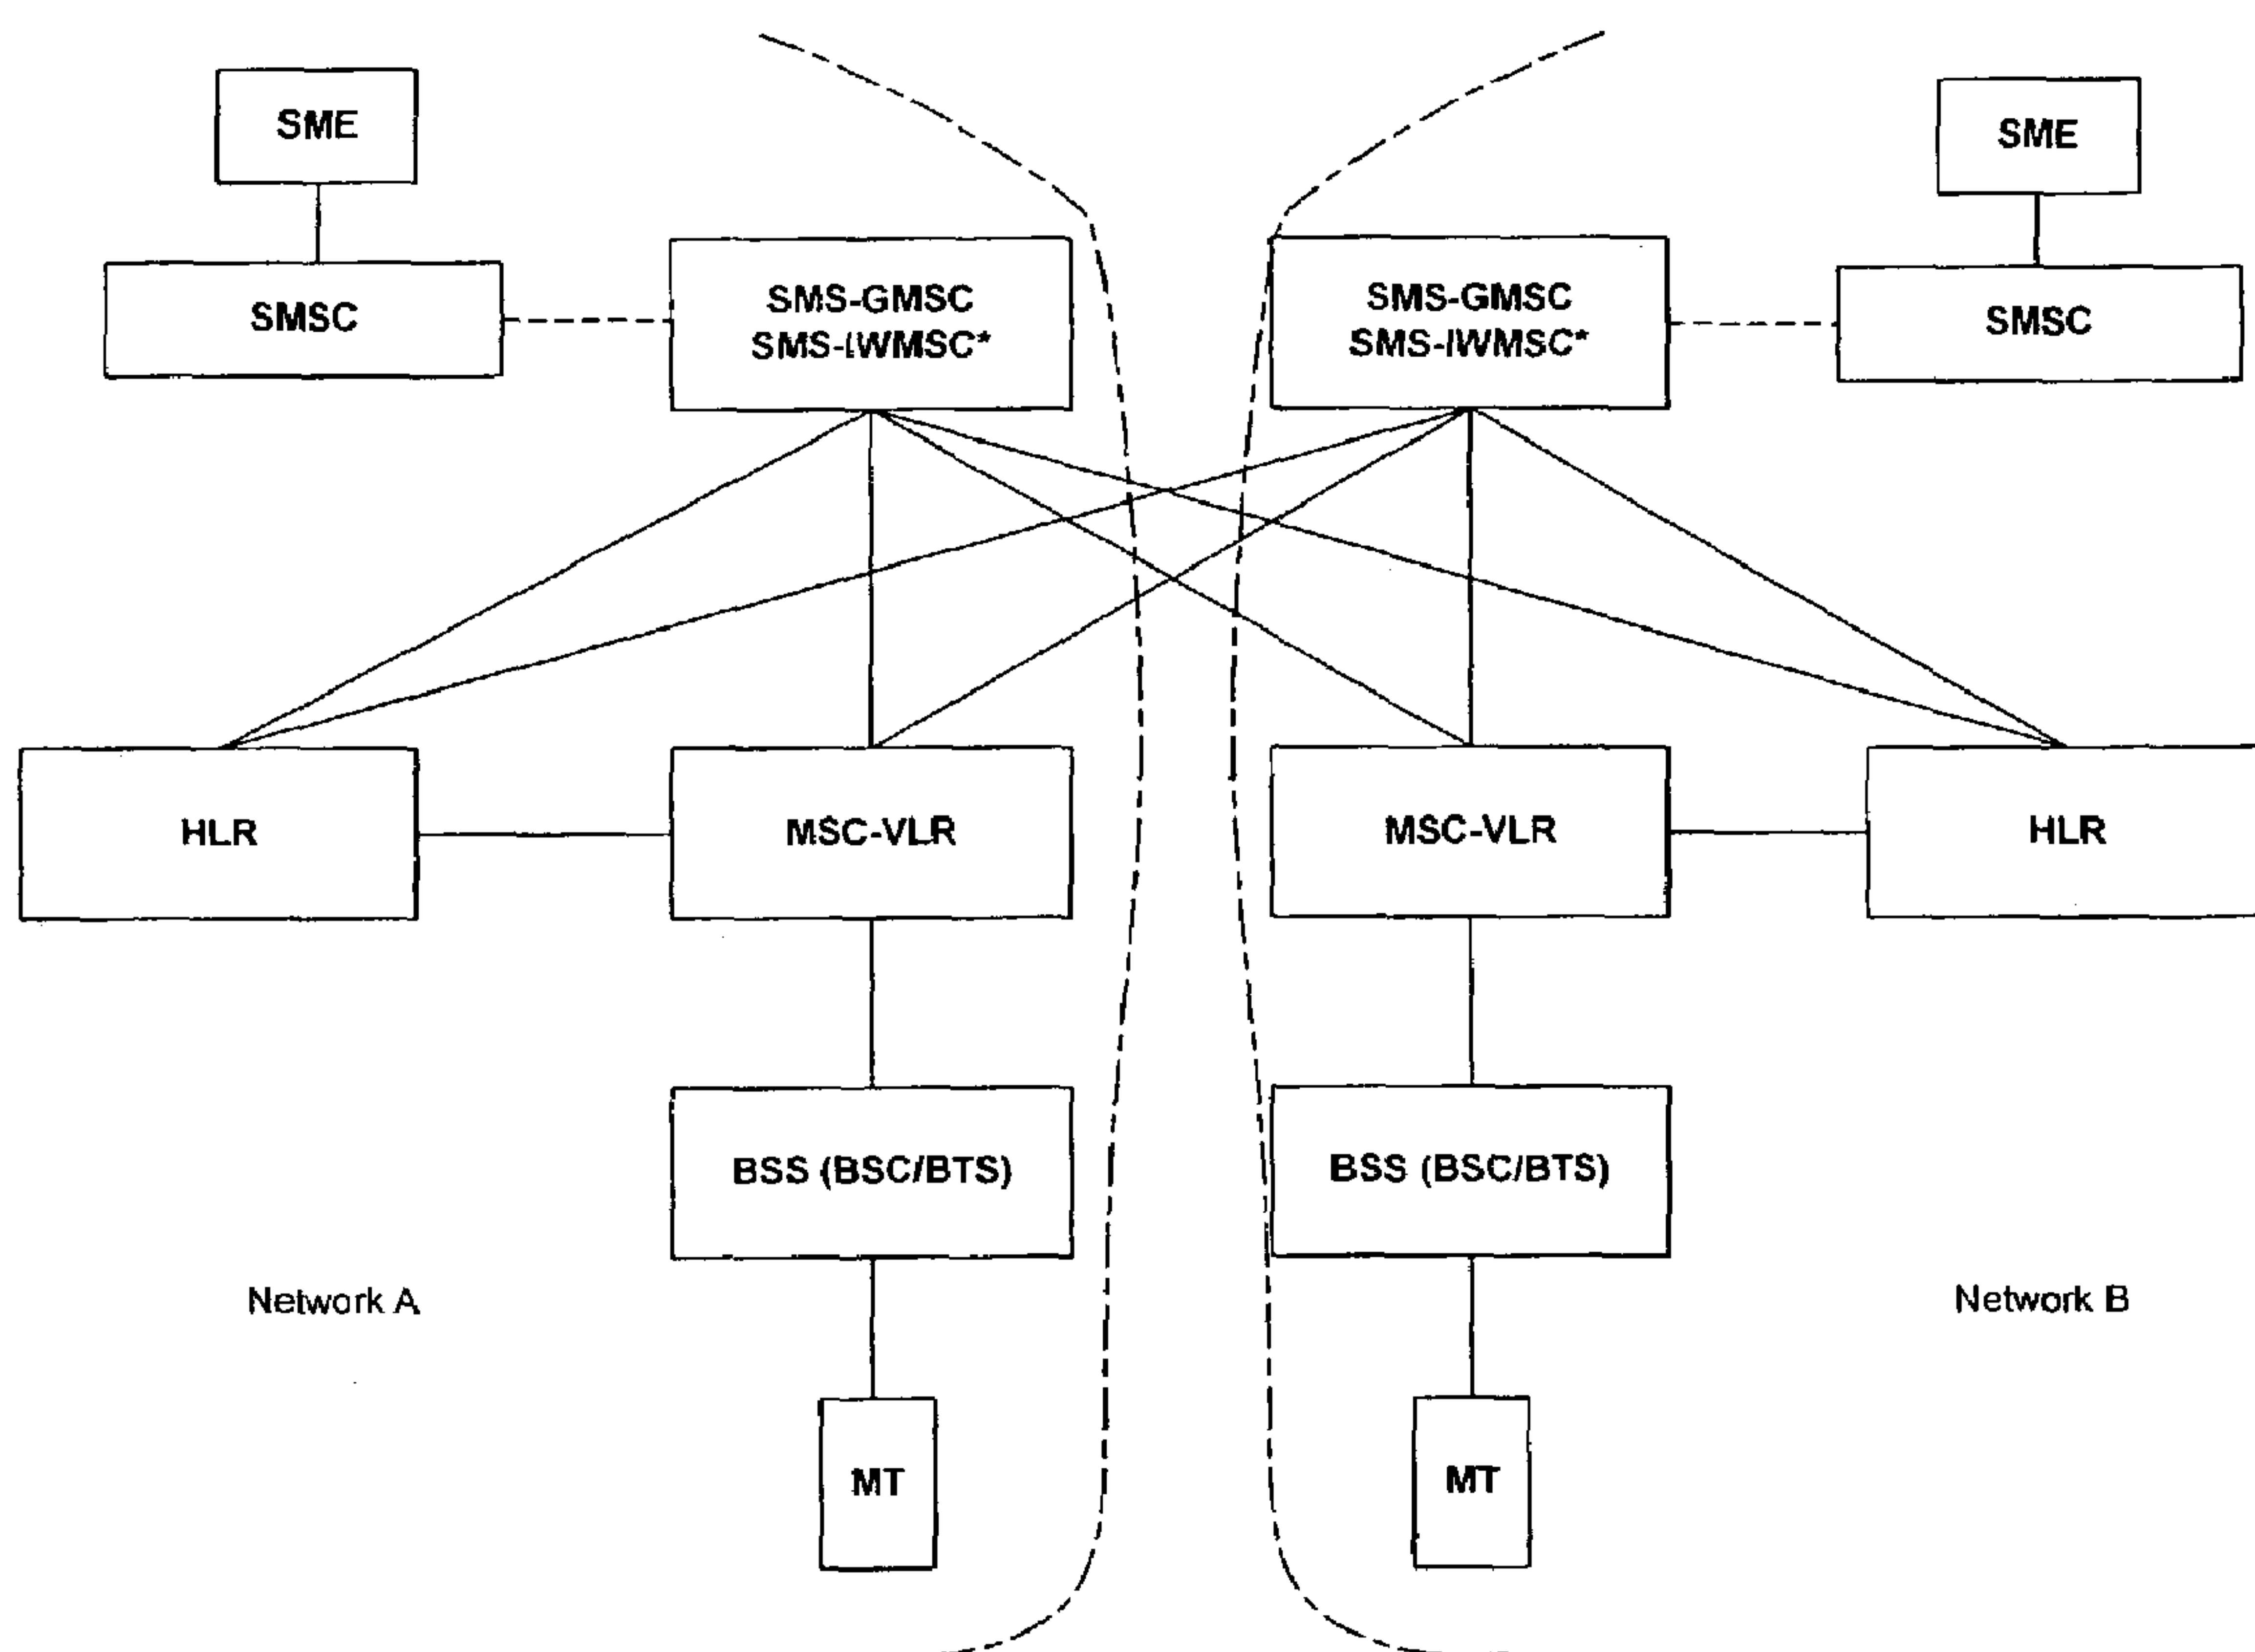 SME
SME
SMSC
SMS-GMSC
SMS-IWMSC*
SMS-GMSC
SMS-IWMSC*
SMSC
HLR
MSC-VLR
MSC-VLR
HLR
BSS (BSC/BTS)
BSS (BSC/BTS)
Network A
Network B
MT
MT